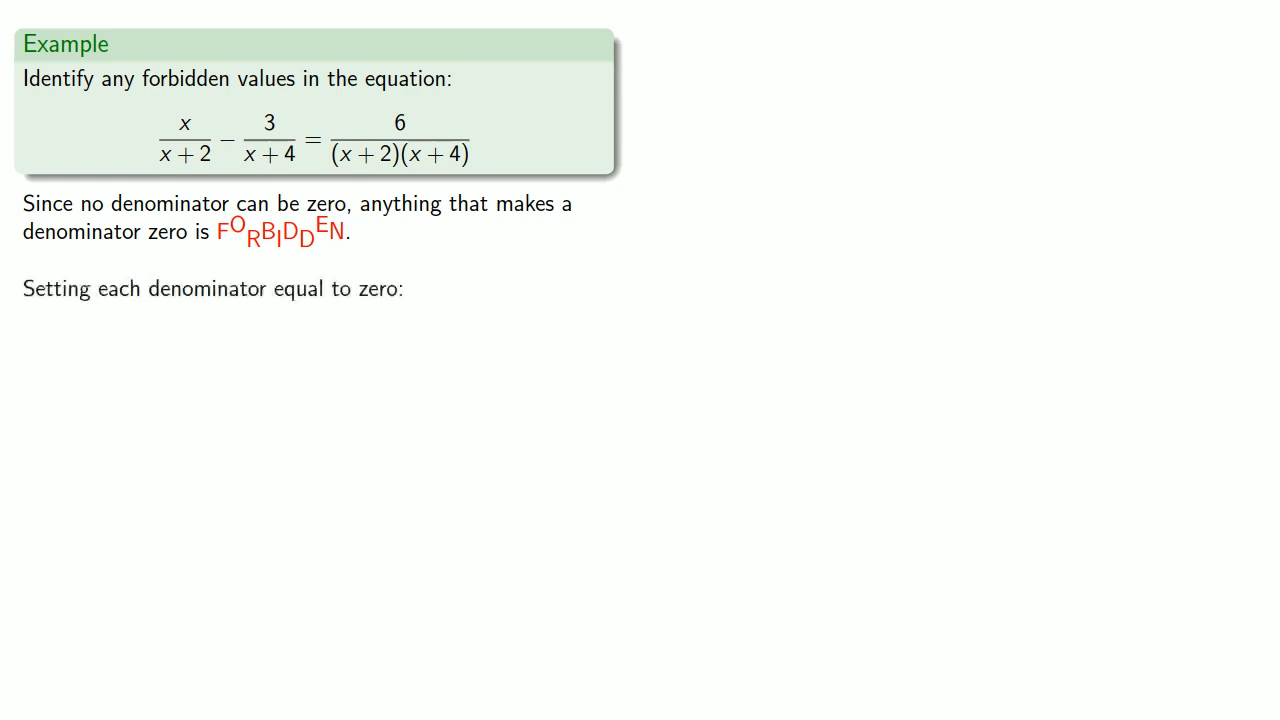 Example
Identify any forbidden values in the equation:
x/(x + 2) − 3/(x + 4) = 6/((x + 2)(x + 4))
Since no denominator can be zero, anything that makes a
denominator zero is FORBIDDEN.
Setting each denominator equal to zero: